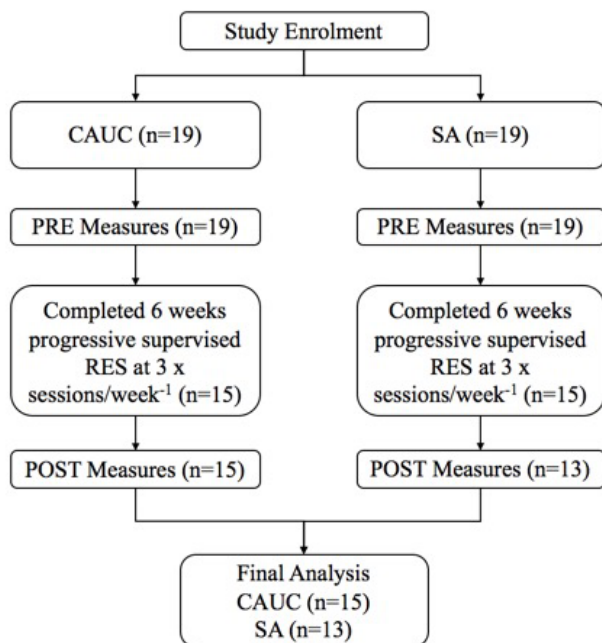 Study Enrolment
CAUC (n=19)
SA (n=19)
PRE Measures (n=19)
PRE Measures (n=19)
Completed 6 weeks
progressive supervised
RES at 3 x
sessions/week⁻¹ (n=15)
Completed 6 weeks
progressive supervised
RES at 3 x
sessions/week⁻¹ (n=15)
POST Measures (n=15)
POST Measures (n=13)
Final Analysis
CAUC (n=15)
SA (n=13)